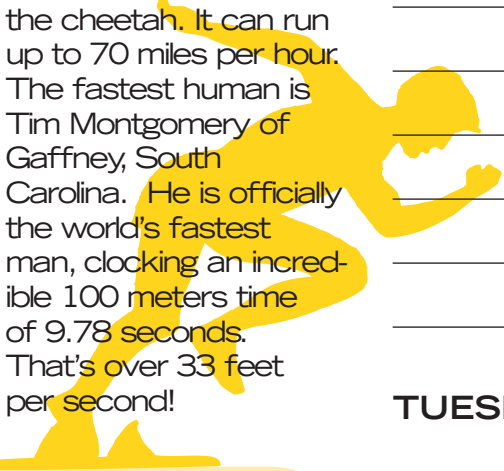 the cheetah. It can run
up to 70 miles per hour.
The fastest human is
Tim Montgomery of
Gaffney, South
Carolina. He is officially
the world's fastest
man, clocking an incred-
ible 100 meters time
of 9.78 seconds.
That's over 33 feet
per second!